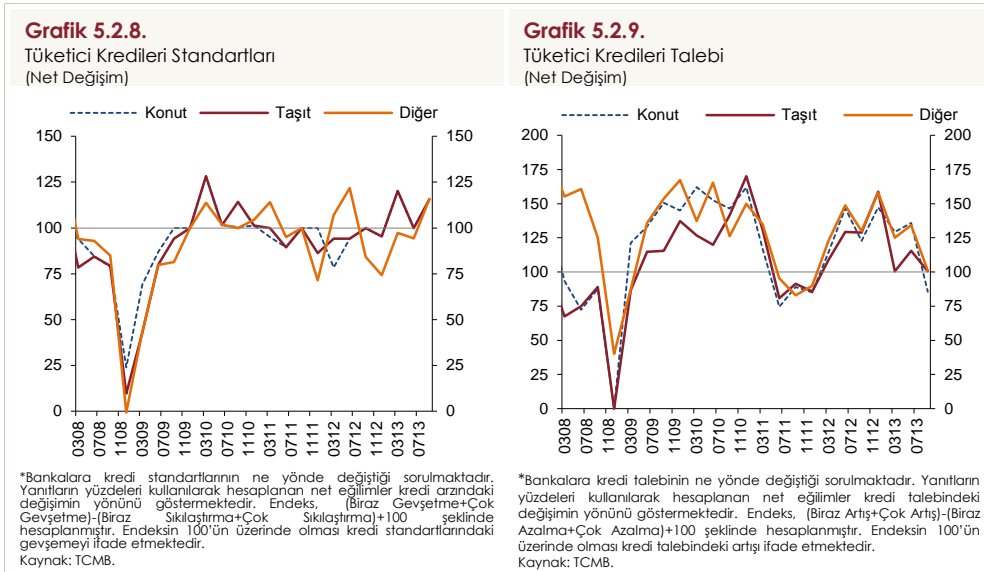 Grafik 5.2.8.
Tüketici Kredileri Standartları
(Net Değişim)
Konut Taşıt Diğer
150 150
125 125
100 100
75 75
50 50
25 25
0 0
0308 0708 1108 0309 0709 1109 0310 0710 1110 0311 0711 1111 0312 0712 1112 0313 0713
*Bankalara kredi standartlarının ne yönde değiştiği sorulmaktadır.
Yanıtların yüzdeleri kullanılarak hesaplanan net eğilimler kredi arzındaki
değişimin yönünü göstermektedir. Endeks, (Biraz Gevşetme+Çok
Gevşetme)-(Biraz Sıkılaştırma+Çok Sıkılaştırma)+100 şeklinde
hesaplanmıştır. Endeksin 100’ün üzerinde olması kredi standartlarındaki
gevşemeyi ifade etmektedir.
Kaynak: TCMB.
Grafik 5.2.9.
Tüketici Kredileri Talebi
(Net Değişim)
Konut Taşıt Diğer
200 200
175 175
150 150
125 125
100 100
75 75
50 50
25 25
0 0
0308 0708 1108 0309 0709 1109 0310 0710 1110 0311 0711 1111 0312 0712 1112 0313 0713
*Bankalara kredi talebinin ne yönde değiştiği sorulmaktadır. Yanıtların
yüzdeleri kullanılarak hesaplanan net eğilimler kredi talebindeki
değişimin yönünü göstermektedir. Endeks, (Biraz Artış+Çok Artış)-(Biraz
Azalma+Çok Azalma)+100 şeklinde hesaplanmıştır. Endeksin 100’ün
üzerinde olması kredi talebindeki artışı ifade etmektedir.
Kaynak: TCMB.